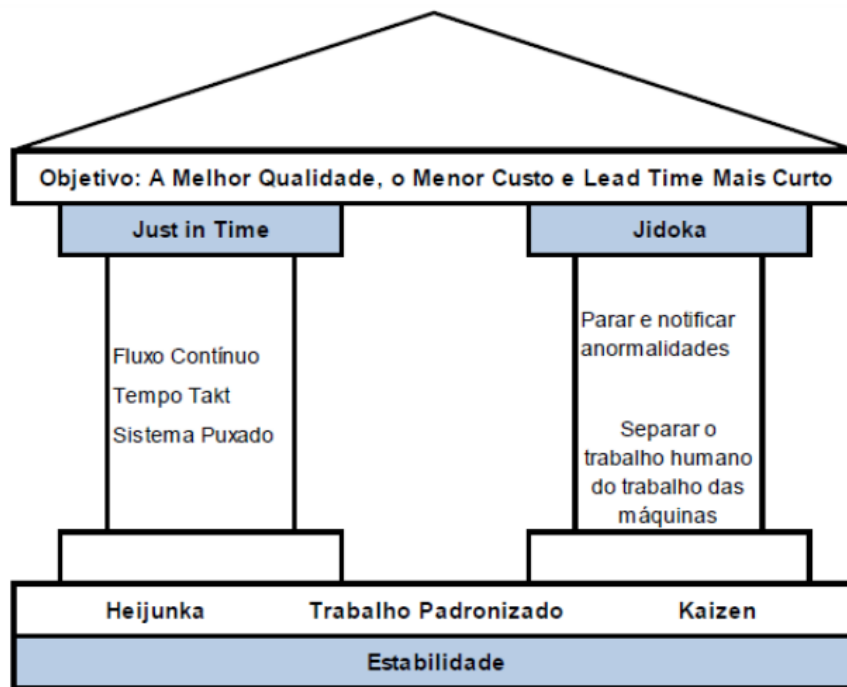 Objetivo: A Melhor Qualidade, o Menor Custo e Lead Time Mais Curto
Just in Time
Jidoka
Fluxo Contínuo
Tempo Takt
Sistema Puxado
Parar e notificar
anormalidades
Separar o
trabalho humano
do trabalho das
máquinas
Heijunka
Trabalho Padronizado
Kaizen
Estabilidade